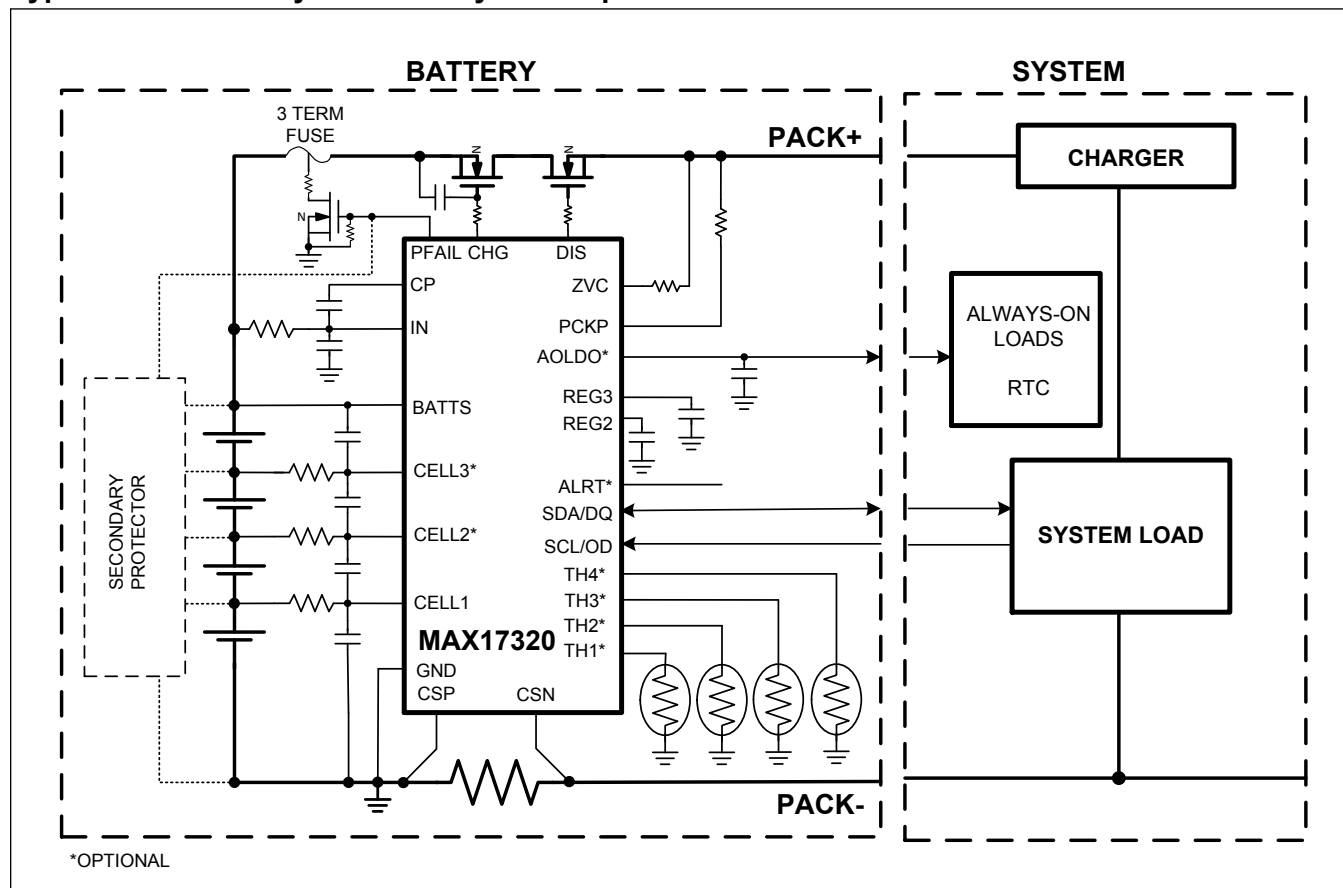 BATTERY
SYSTEM
3 TERM
FUSE
PACK+
CHARGER
N
N
N
PFAIL CHG
DIS
CP
IN
BATTS
CELL3*
CELL2*
CELL1
GND
CSP
CSN
MAX17320
ZVC
PCKP
AOLDO*
REG3
REG2
ALRT*
SDA/DQ
SCL/OD
TH4*
TH3*
TH2*
TH1*
ALWAYS-ON
LOADS
RTC
SYSTEM LOAD
SECONDARY
PROTECTOR
PACK-
*OPTIONAL